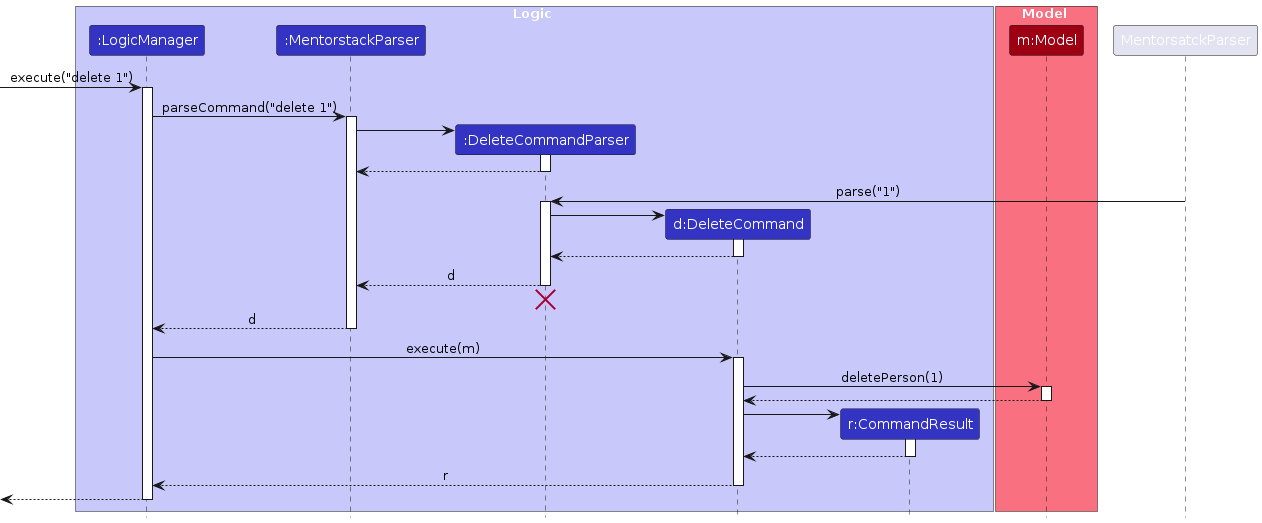 Logic
Model
:LogicManager
:MentorstackParser
m:Model
MentorsatckParser
execute("delete 1")
parseCommand("delete 1")
:DeleteCommandParser
parse("1")
d:DeleteCommand
d
d
execute(m)
deletePerson(1)
r:CommandResult
r